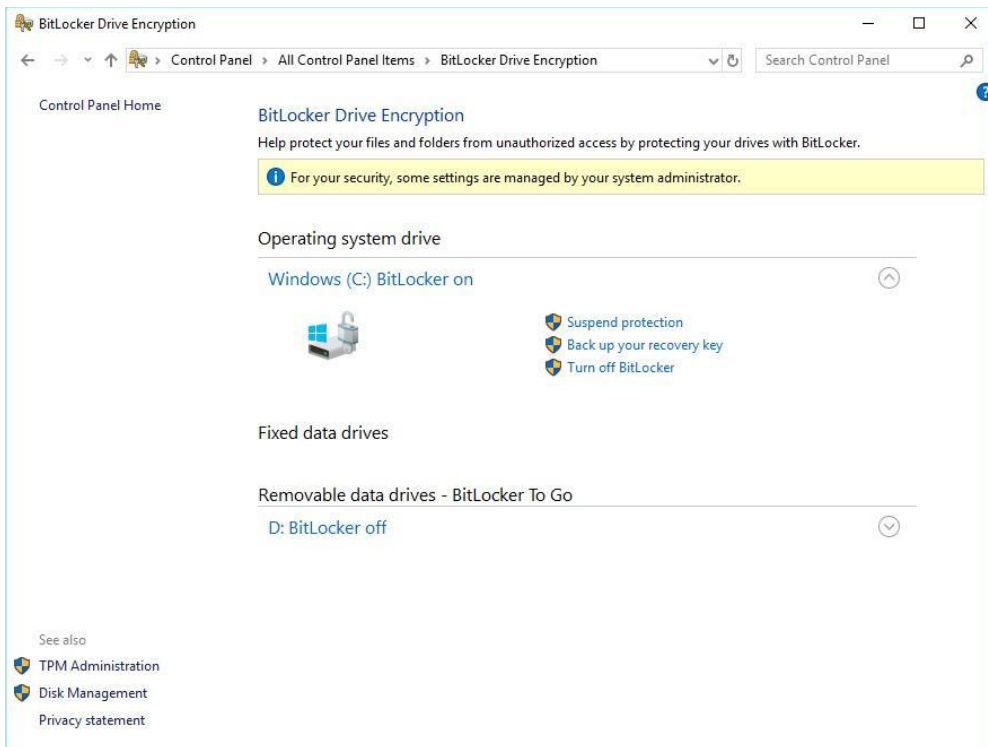 BitLocker Drive Encryption
Control Panel > All Control Panel Items > BitLocker Drive Encryption
Search Control Panel
Control Panel Home
BitLocker Drive Encryption
Help protect your files and folders from unauthorized access by protecting your drives with BitLocker.
For your security, some settings are managed by your system administrator.
Operating system drive
Windows (C:) BitLocker on
Suspend protection
Back up your recovery key
Turn off BitLocker
Fixed data drives
Removable data drives - BitLocker To Go
D: BitLocker off
See also
TPM Administration
Disk Management
Privacy statement